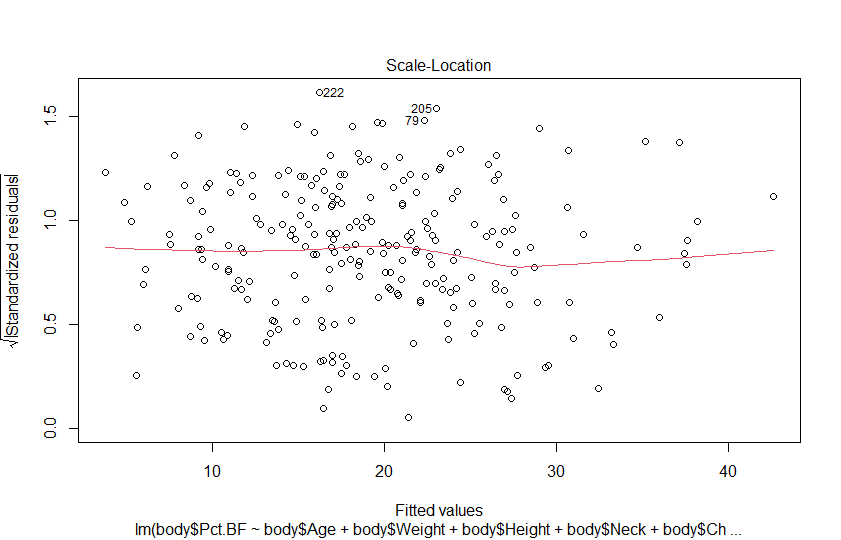 Scale-Location
222
205
79
1.5
1.0
0.5
0.0
√|Standardized residuals|
10 20 30 40
Fitted values
lm(body$Pct.BF ~ body$Age + body$Weight + body$Height + body$Neck + body$Ch ...